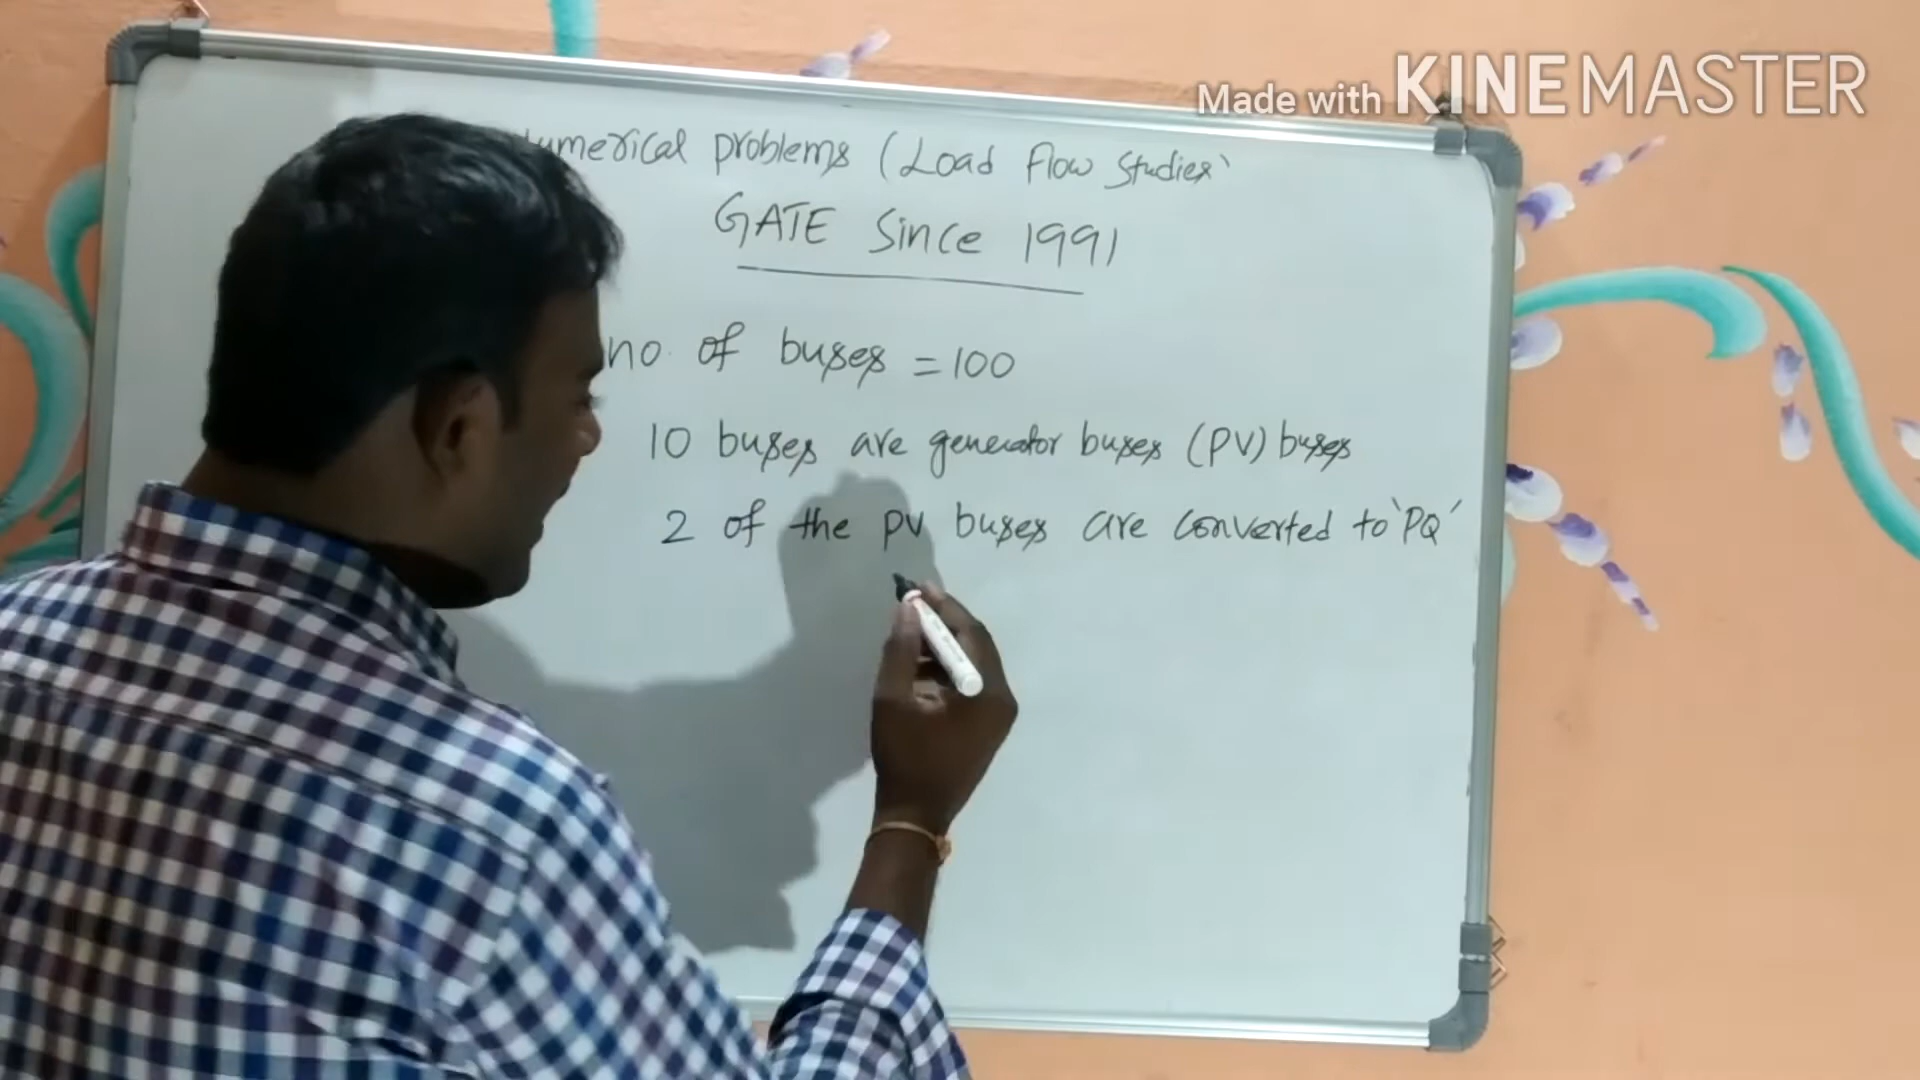 Made with KINEMASTER
Numerical problems (Load flow studies)
GATE Since 1991
no. of buses = 100
10 buses are generator buses (PV) buses
2 of the PV buses are converted to 'PQ'